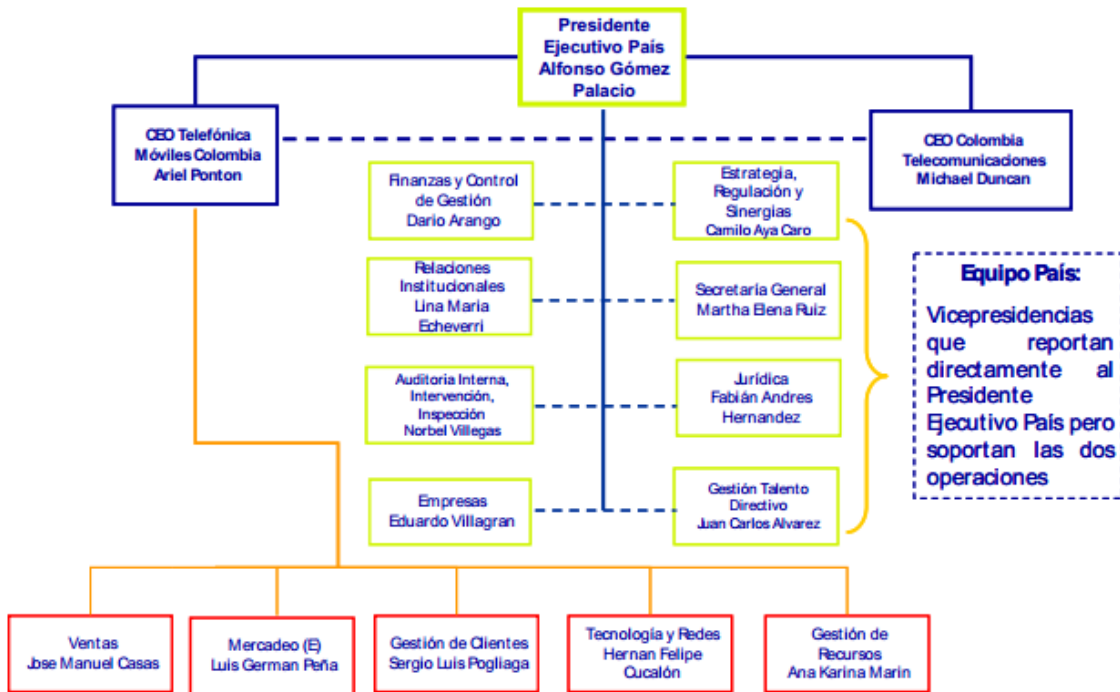 Presidente
Ejecutivo País
Alfonso Gómez
Palacio
CEO Telefónica
Móviles Colombia
Ariel Ponton
CEO Colombia
Telecomunicaciones
Michael Duncan
Finanzas y Control
de Gestión
Dario Arango
Estrategia,
Regulación y
Sinergias
Camilo Aya Caro
Relaciones
Institucionales
Lina Maria
Echeverri
Secretaría General
Martha Elena Ruiz
Auditoria Interna,
Intervención,
Inspección
Norbel Villegas
Jurídica
Fabián Andres
Hernandez
Empresas
Eduardo Villagran
Gestión Talento
Directivo
Juan Carlos Alvarez
Equipo País:
Vicepresidencias
que reportan
directamente al
Presidente
Ejecutivo País pero
soportan las dos
operaciones
Ventas
Jose Manuel Casas
Mercadeo (E)
Luis German Peña
Gestión de Clientes
Sergio Luis Pogliaga
Tecnología y Redes
Hernan Felipe
Cucalón
Gestión de
Recursos
Ana Karina Marin